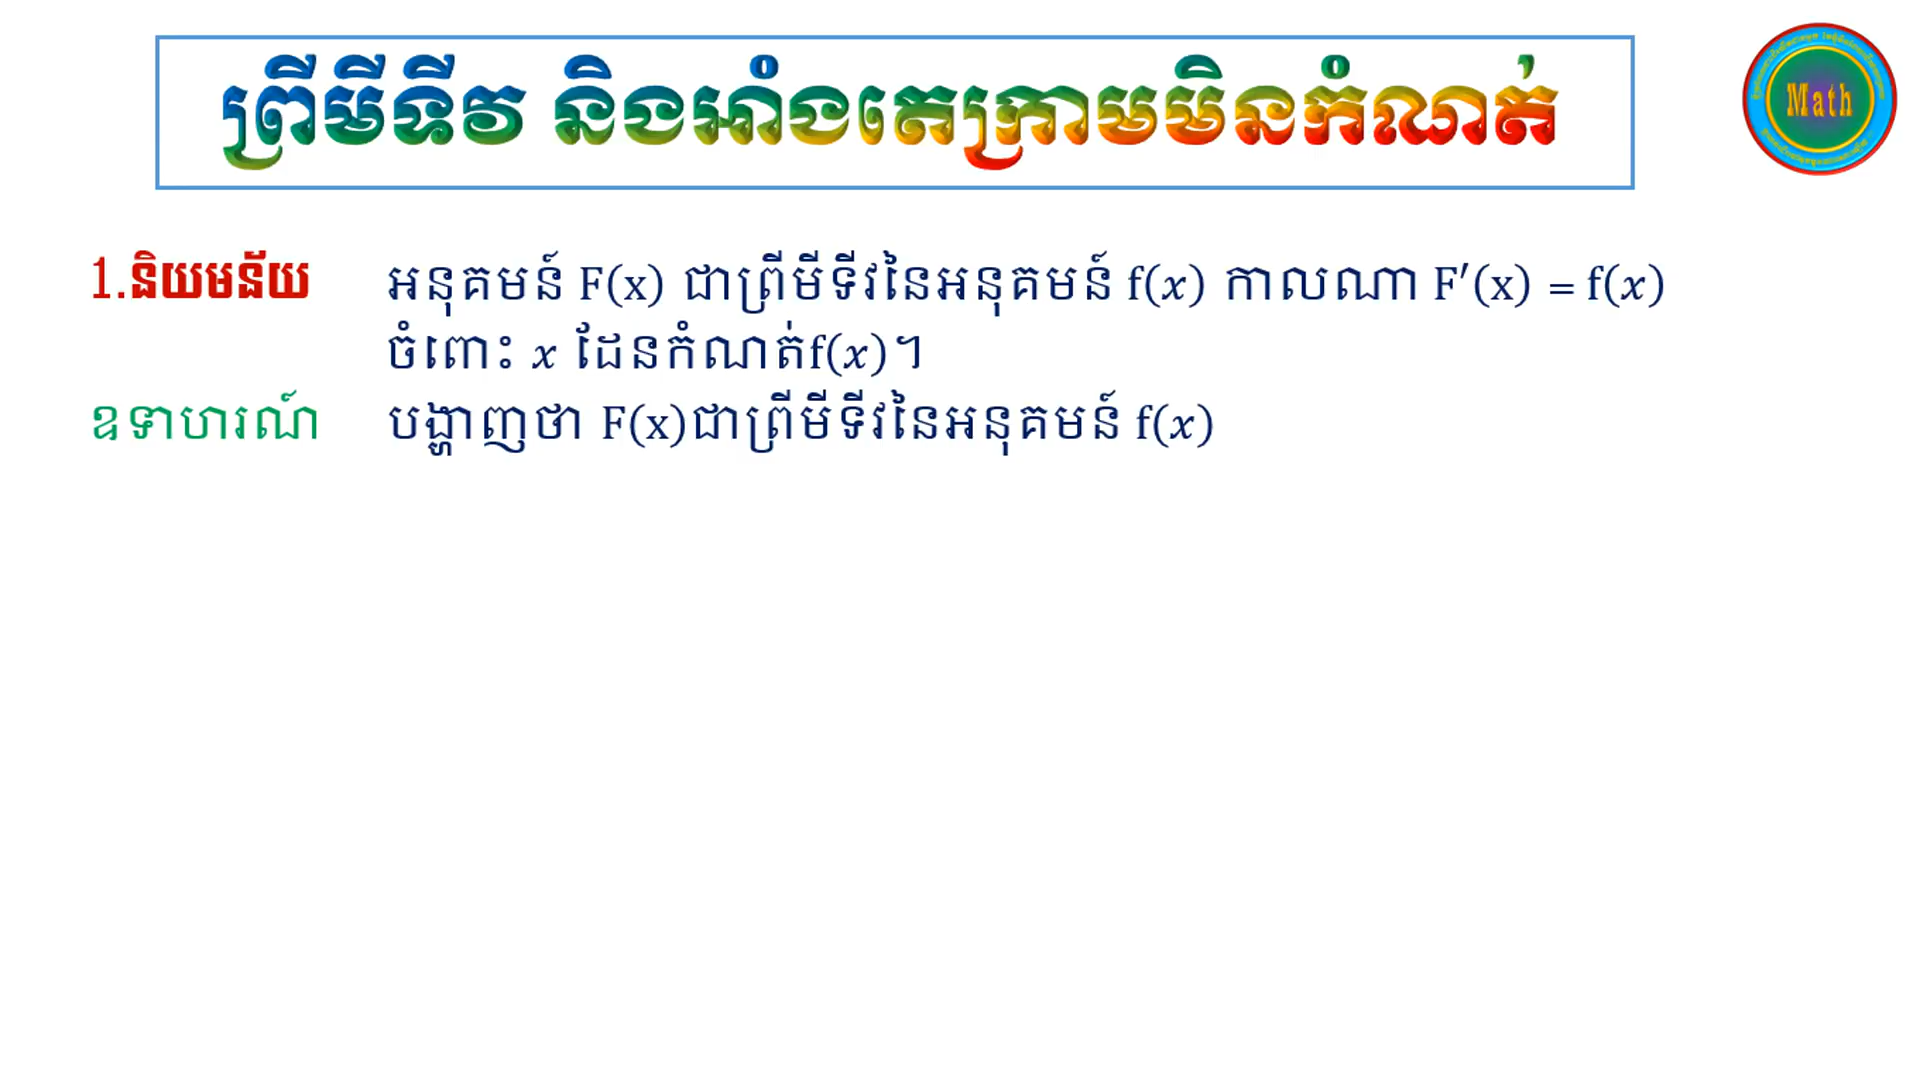 ព្រីមីទីវ និងអាំងតេក្រាមមិនកំណត់
Math
1.និយមន័យ អនុគមន៍ F(x) ជាព្រីមីទីវនៃអនុគមន៍ f(x) កាលណា F′(x) = f(x)
ចំពោះ x ដែនកំណត់f(x)។
ឧទាហរណ៍ បង្ហាញថា F(x)ជាព្រីមីទីវនៃអនុគមន៍ f(x)